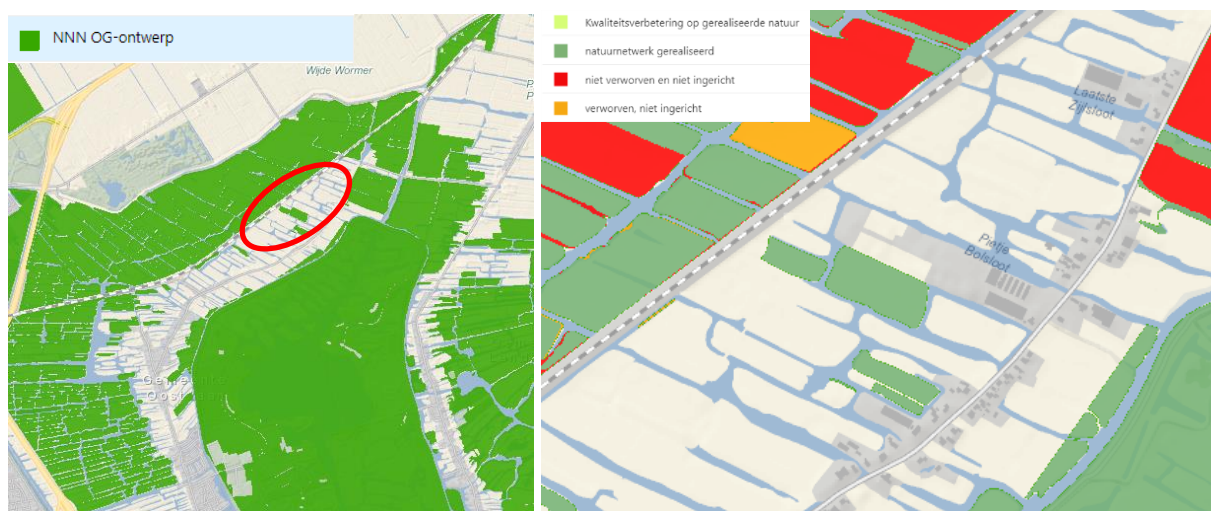 NNN OG-ontwerp
Wijde Wormer
Kwaliteitsverbetering op gerealiseerde natuur
natuurnetwerk gerealiseerd
niet verworven en niet ingericht
verworven, niet ingericht
Laatste
Zijlsloot
Pietje
Bolsloot